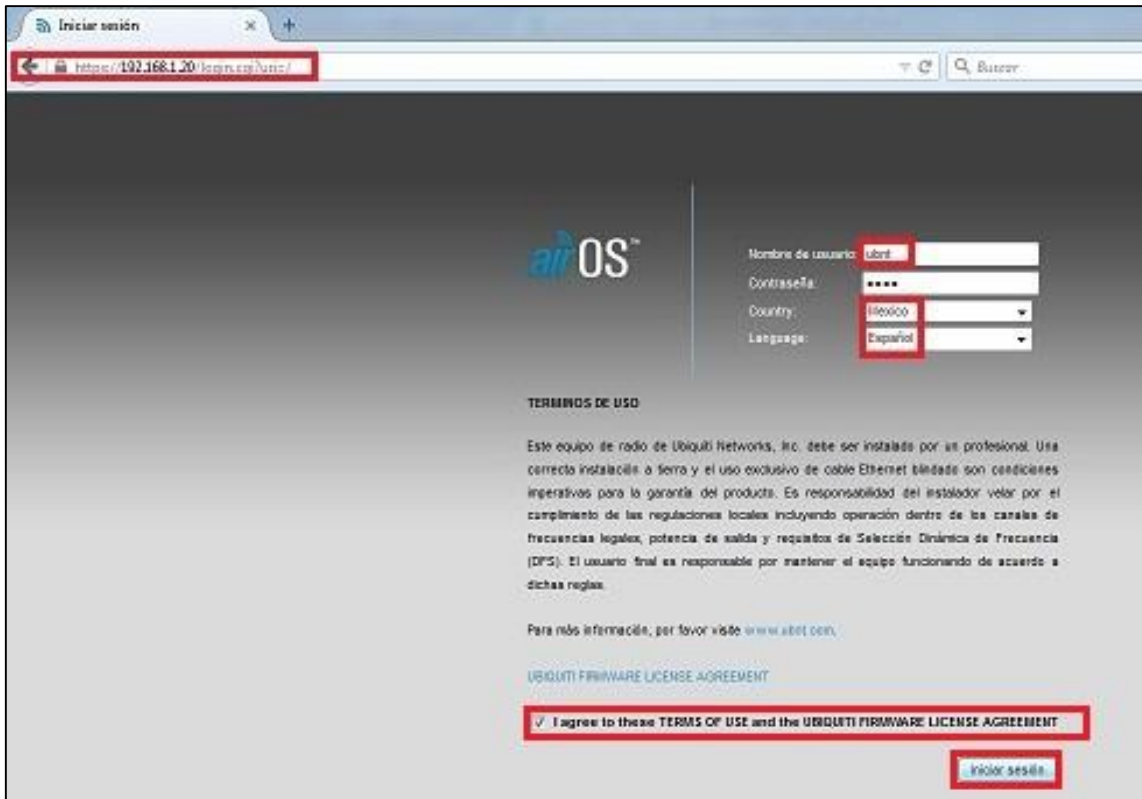 Iniciar sesión
https://192.168.1.20/login.cgi?uri=/
Buscar
airOS™
Nombre de usuario: ubnt
Contraseña: ••••
Country: Mexico
Language: Español
TERMINOS DE USO
Este equipo de radio de Ubiquiti Networks, Inc. debe ser instalado por un profesional. Una
correcta instalación a tierra y el uso exclusivo de cable Ethernet blindado son condiciones
imperativas para la garantía del producto. Es responsabilidad del instalador velar por el
cumplimiento de las regulaciones locales incluyendo operación dentro de los canales de
frecuencias legales, potencia de salida y requisitos de Selección Dinámica de Frecuencia
(DFS). El usuario final es responsable por mantener el equipo funcionando de acuerdo a
dichas reglas.
Para más información, por favor visite www.ubnt.com.
UBIQUITI FIRMWARE LICENSE AGREEMENT
I agree to these TERMS OF USE and the UBIQUITI FIRMWARE LICENSE AGREEMENT
Iniciar sesión